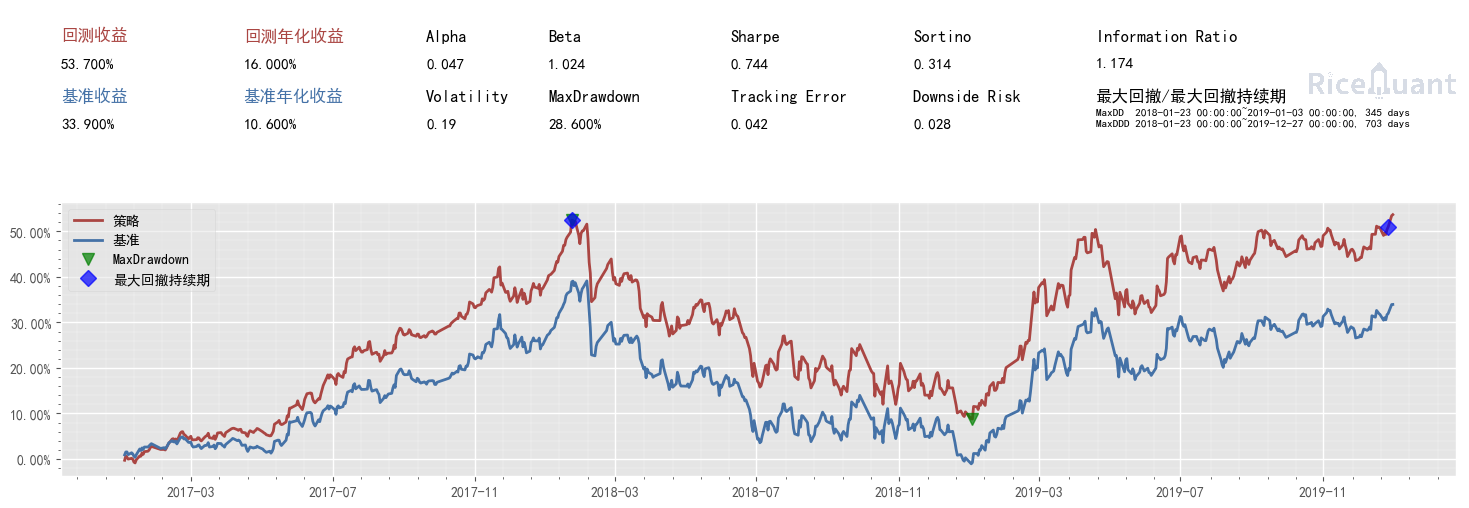 回测收益 回测年化收益 Alpha Beta Sharpe Sortino Information Ratio
53.700% 16.000% 0.047 1.024 0.744 0.314 1.174
RiceQuant
基准收益 基准年化收益 Volatility MaxDrawdown Tracking Error Downside Risk 最大回撤/最大回撤持续期
33.900% 10.600% 0.19 28.600% 0.042 0.028
MaxDD 2018-01-23 00:00:00~2019-01-03 00:00:00, 345 days
MaxDDD 2018-01-23 00:00:00~2019-12-27 00:00:00, 703 days
策略
基准
MaxDrawdown
最大回撤持续期
50.00%
40.00%
30.00%
20.00%
10.00%
0.00%
2017-03 2017-07 2017-11 2018-03 2018-07 2018-11 2019-03 2019-07 2019-11